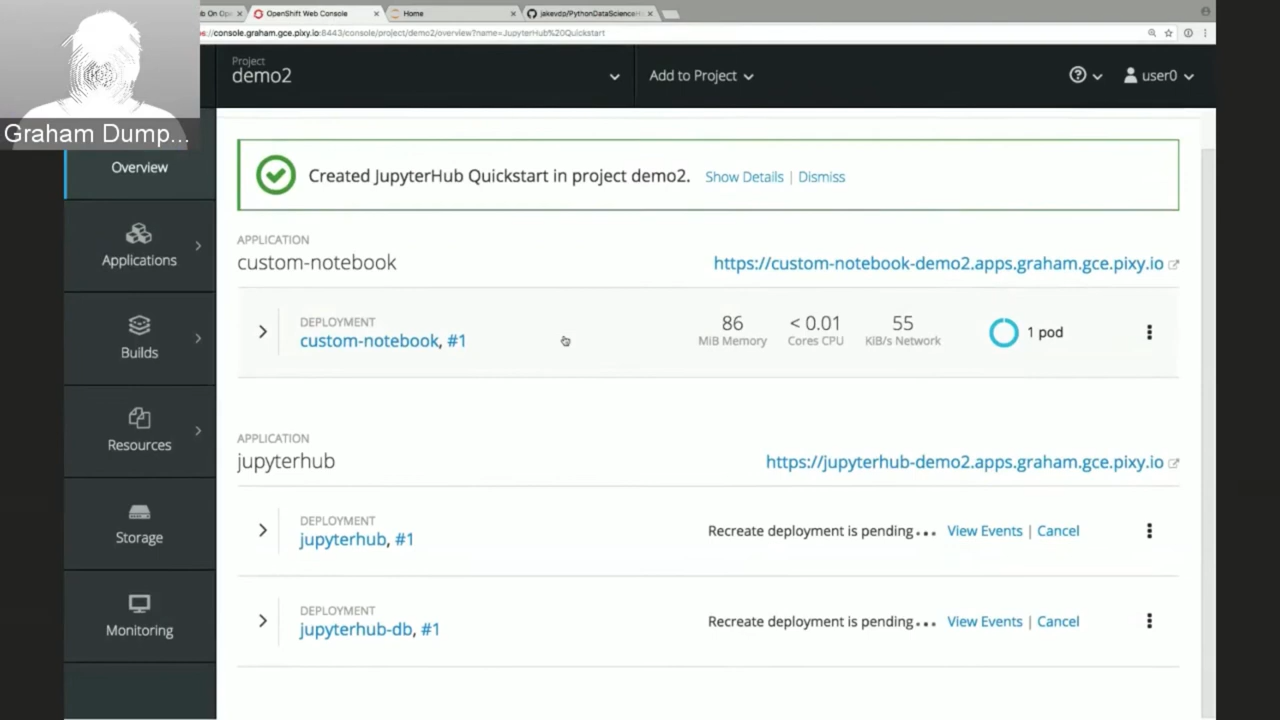 b On Ope
OpenShift Web Console
Home
jakevdp/PythonDataScienceH
://console.graham.gce.pixy.io:8443/console/project/demo2/overview?name=JupyterHub%20Quickstart
Project
demo2
Add to Project
user0
Graham Dump...
Overview
Applications
Builds
Resources
Storage
Monitoring
Created JupyterHub Quickstart in project demo2. Show Details | Dismiss
APPLICATION
custom-notebook
https://custom-notebook-demo2.apps.graham.gce.pixy.io
DEPLOYMENT
custom-notebook, #1
86 < 0.01 55
MiB Memory Cores CPU KiB/s Network
1 pod
APPLICATION
jupyterhub
https://jupyterhub-demo2.apps.graham.gce.pixy.io
DEPLOYMENT
jupyterhub, #1
Recreate deployment is pending... View Events | Cancel
DEPLOYMENT
jupyterhub-db, #1
Recreate deployment is pending... View Events | Cancel